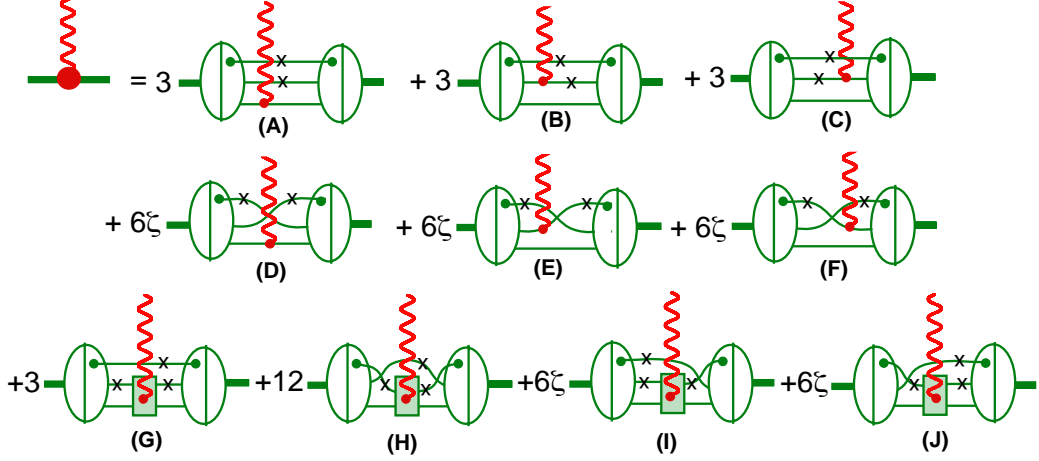 = 3 + 3 + 3
x x x x x x
(A) (B) (C)
+ 6ζ + 6ζ + 6ζ
x x x x x x
(D) (E) (F)
+3 +12 +6ζ +6ζ
x x x x x x x x x x x x
(G) (H) (I) (J)